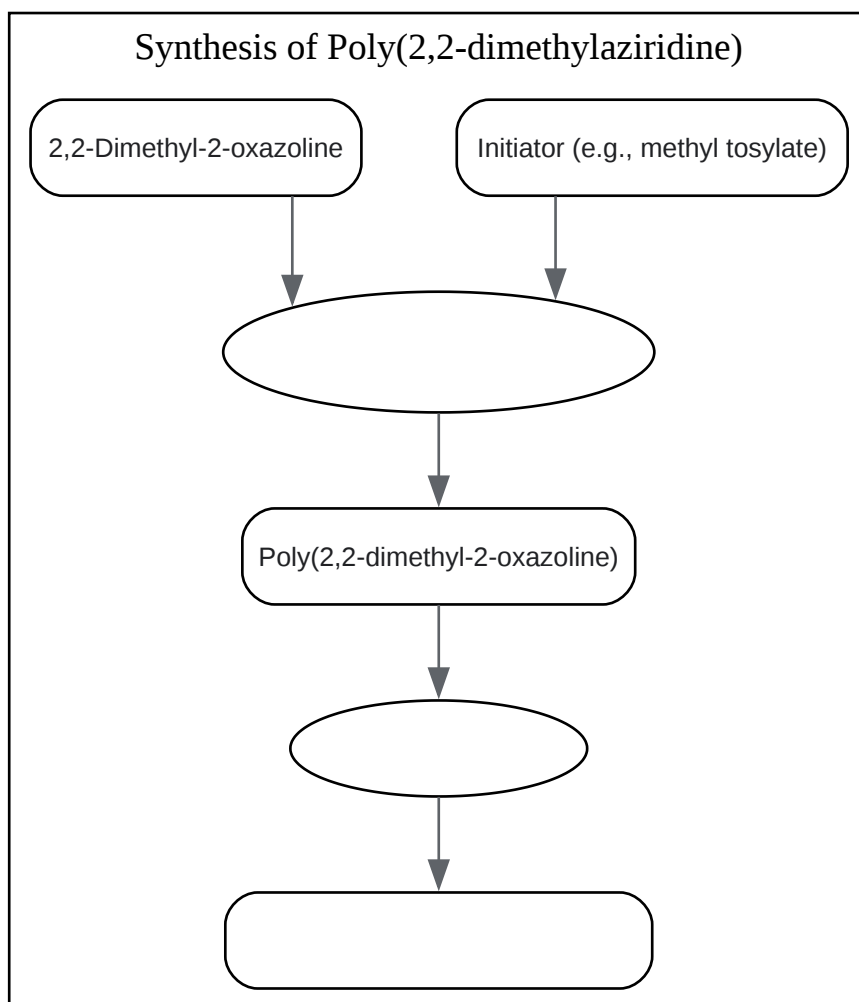 Synthesis of Poly(2,2-dimethylaziridine)
2,2-Dimethyl-2-oxazoline
Initiator (e.g., methyl tosylate)
Poly(2,2-dimethyl-2-oxazoline)